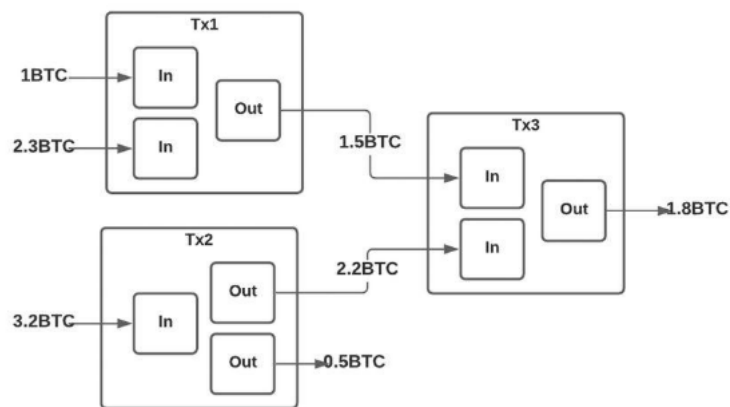 Tx1
1BTC
In
Out
2.3BTC
In
1.5BTC
Tx3
In
Out
1.8BTC
In
Tx2
Out
2.2BTC
3.2BTC
In
Out
0.5BTC